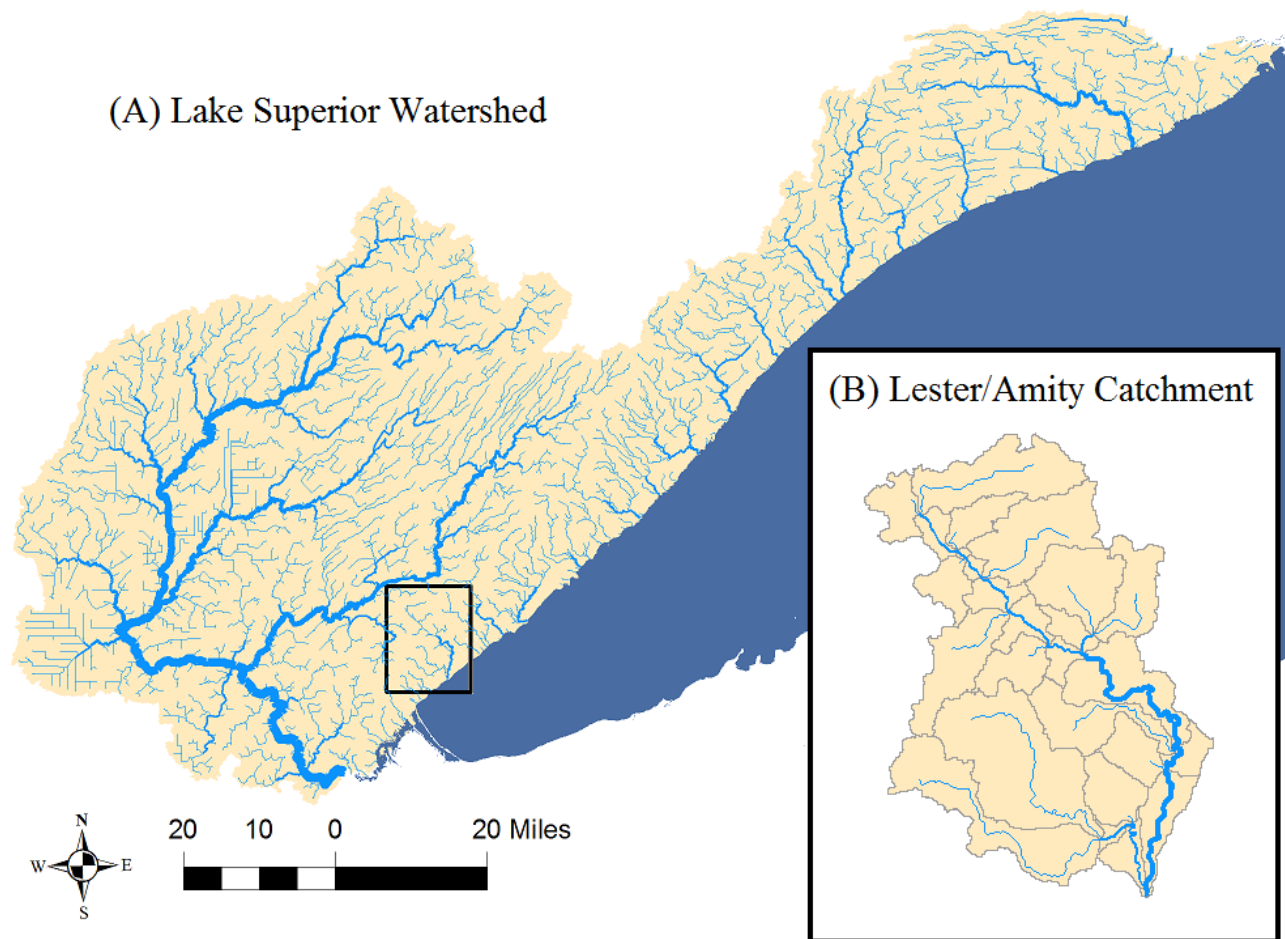 (A) Lake Superior Watershed
(B) Lester/Amity Catchment
N
W E
S
20 10 0 20 Miles